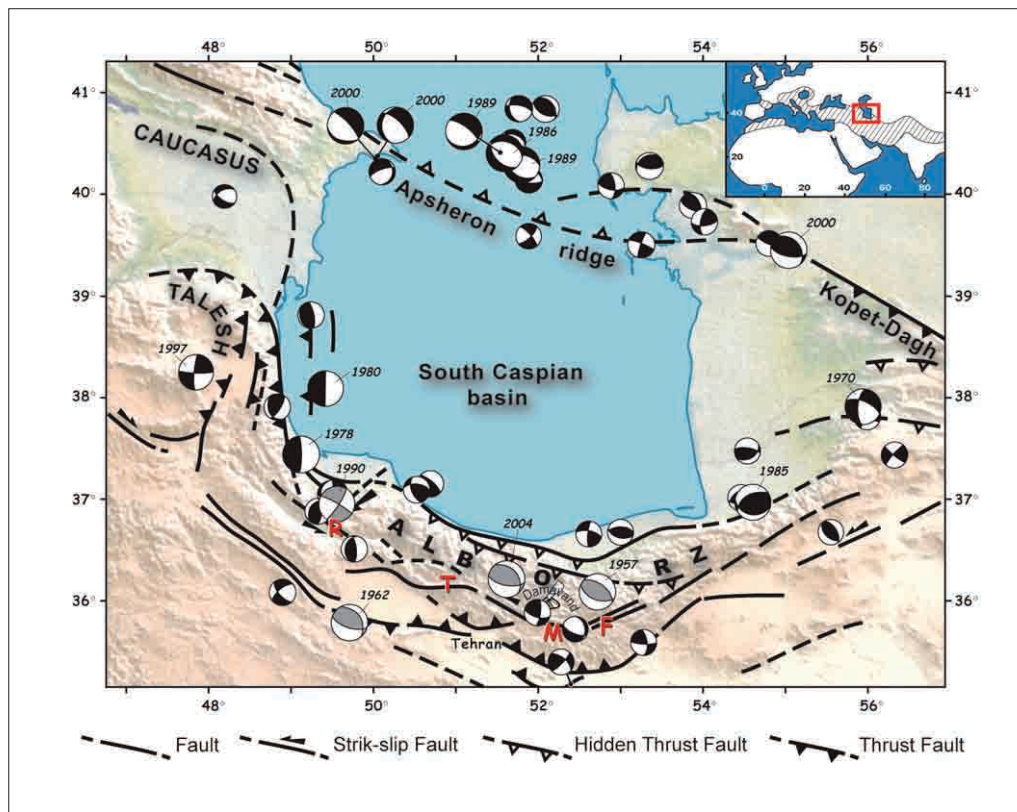 48° 50° 52° 54° 56°
41°
40°
39°
38°
37°
36°
41°
40°
39°
38°
37°
36°
48° 50° 52° 54° 56°
40
20
0 20 40 60 80
2000
2000
1989
1986
1989
CAUCASUS
Apsheron
ridge
2000
Kopet-Dagh
TALESH
1997
1980
South Caspian
basin
1970
1978
1990
1985
R
ALBORZ
2004
1957
T
Damavand
1962
Tehran
M
F
Fault
Strik-slip Fault
Hidden Thrust Fault
Thrust Fault